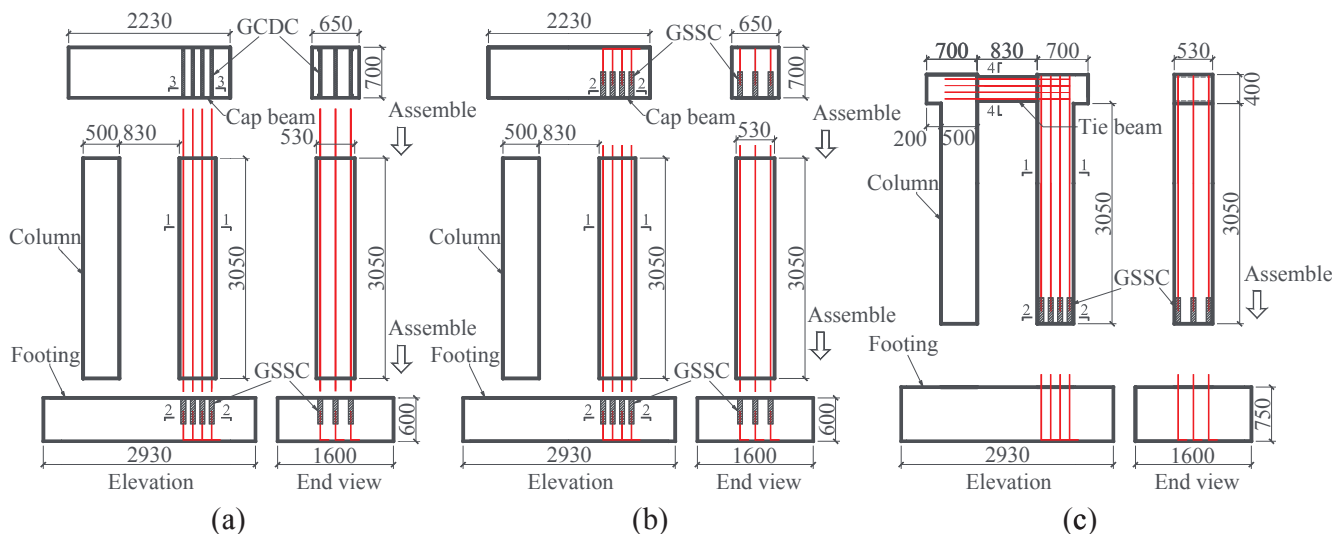 2230
GCDC
650
700
3
3
Cap beam
Assemble
500
830
530
Column
1
1
3050
3050
Assemble
Footing
GSSC
2
2
600
2930
1600
Elevation
End view
(a)
2230
GSSC
650
700
2
2
Cap beam
Assemble
500
830
530
Column
1
1
3050
3050
Assemble
Footing
GSSC
2
2
600
2930
1600
Elevation
End view
(b)
700
830
700
530
4
400
4
Tie beam
200
500
Column
1
1
3050
3050
GSSC
Assemble
2
2
Footing
750
2930
1600
Elevation
End view
(c)